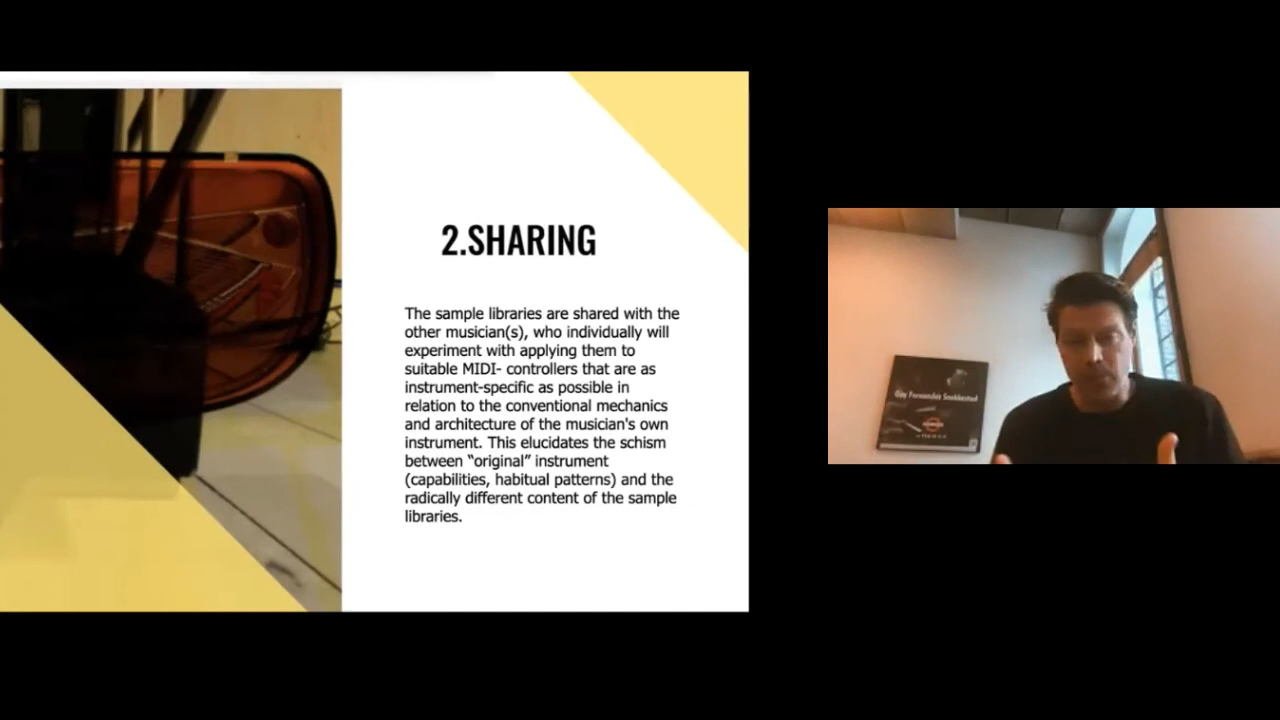 2.SHARING
The sample libraries are shared with the
other musician(s), who individually will
experiment with applying them to
suitable MIDI- controllers that are as
instrument-specific as possible in
relation to the conventional mechanics
and architecture of the musician's own
instrument. This elucidates the schism
between “original” instrument
(capabilities, habitual patterns) and the
radically different content of the sample
libraries.